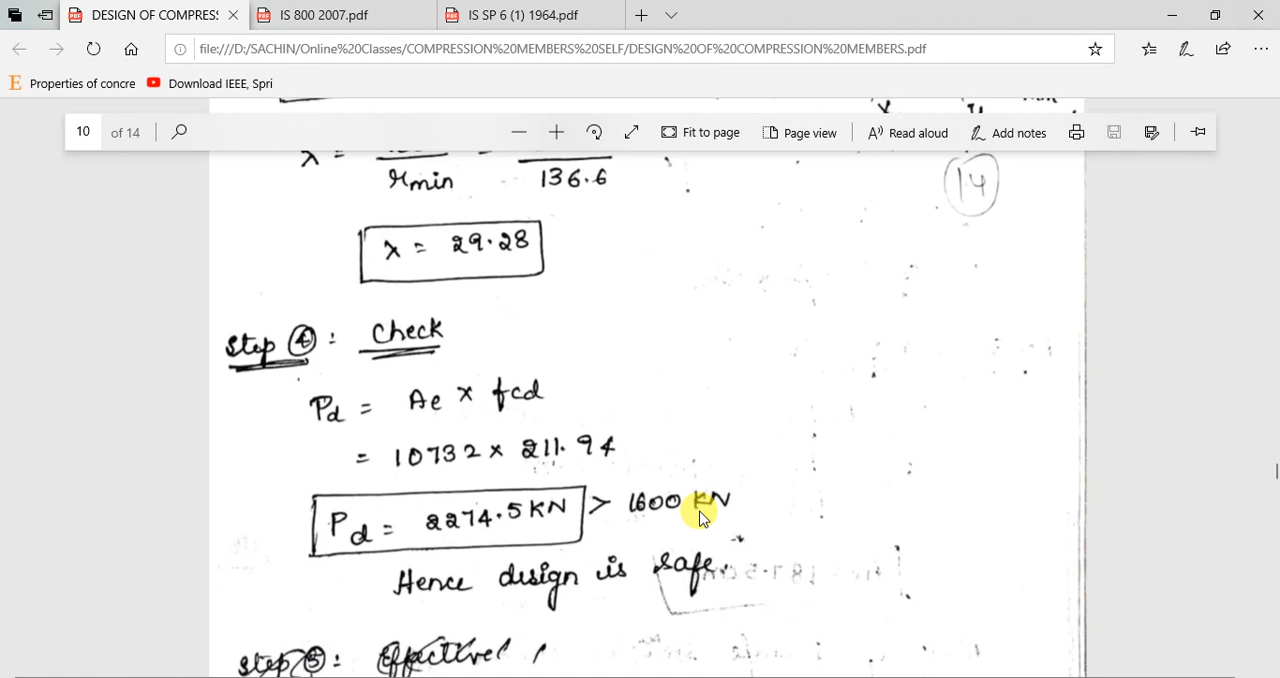 DESIGN OF COMPRESS
IS 800 2007.pdf
IS SP 6 (1) 1964.pdf
file:///D:/SACHIN/Online%20Classes/COMPRESSION%20MEMBERS%20SELF/DESIGN%20OF%20COMPRESSION%20MEMBERS.pdf
E Properties of concre
Download IEEE, Spri
10 of 14
Fit to page
Page view
Read aloud
Add notes
λ =
rmin
=
136.6
14
λ = 29.28
Step ④ : Check
Pd = Ae × fcd
= 10732 × 211.94
Pd = 2274.5 KN > 1600 KN
Hence design is safe.
Step ⑤ : Effective